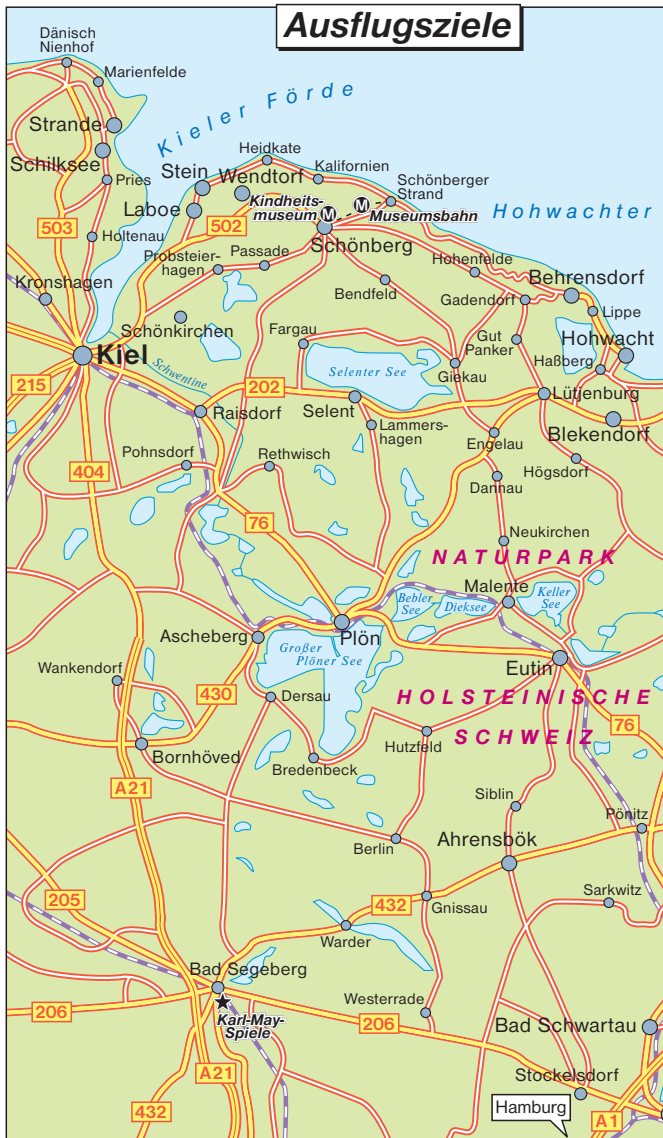 Ausflugsziele
Dänisch
Nienhof
Marienfelde
Kieler Förde
Strande
Schilksee
Pries
Heidkate
Stein
Wendtorf
Kalifornien
Schönberger
Strand
Kindheits-
museum
M
M
Museumsbahn
Laboe
Hohwachter
503
502
Holtenau
Schönberg
Probsteier-
hagen
Passade
Hohenfelde
Kronshagen
Bendfeld
Gadendorf
Behrensdorf
Lippe
Schönkirchen
Fargau
Gut
Panker
Hohwacht
Kiel
Schwentine
Selenter See
Giekau
Haßberg
215
202
Selent
Lütjenburg
Raisdorf
Lammers-
hagen
Engelau
Blekendorf
Pohnsdorf
Rethwisch
Högsdorf
404
Dannau
76
Neukirchen
NATURPARK
Malente
Bebler
See
Dieksee
Keller
See
Plön
Ascheberg
Großer
Plöner See
Eutin
Wankendorf
430
Dersau
HOLSTEINISCHE
SCHWEIZ
76
Hutzfeld
Bornhöved
Bredenbeck
A21
Siblin
Pönitz
Berlin
Ahrensbök
205
432
Gnissau
Sarkwitz
Warder
Bad Segeberg
206
Karl-May-
Spiele
Westerrade
206
Bad Schwartau
A21
Stockelsdorf
432
Hamburg
A1